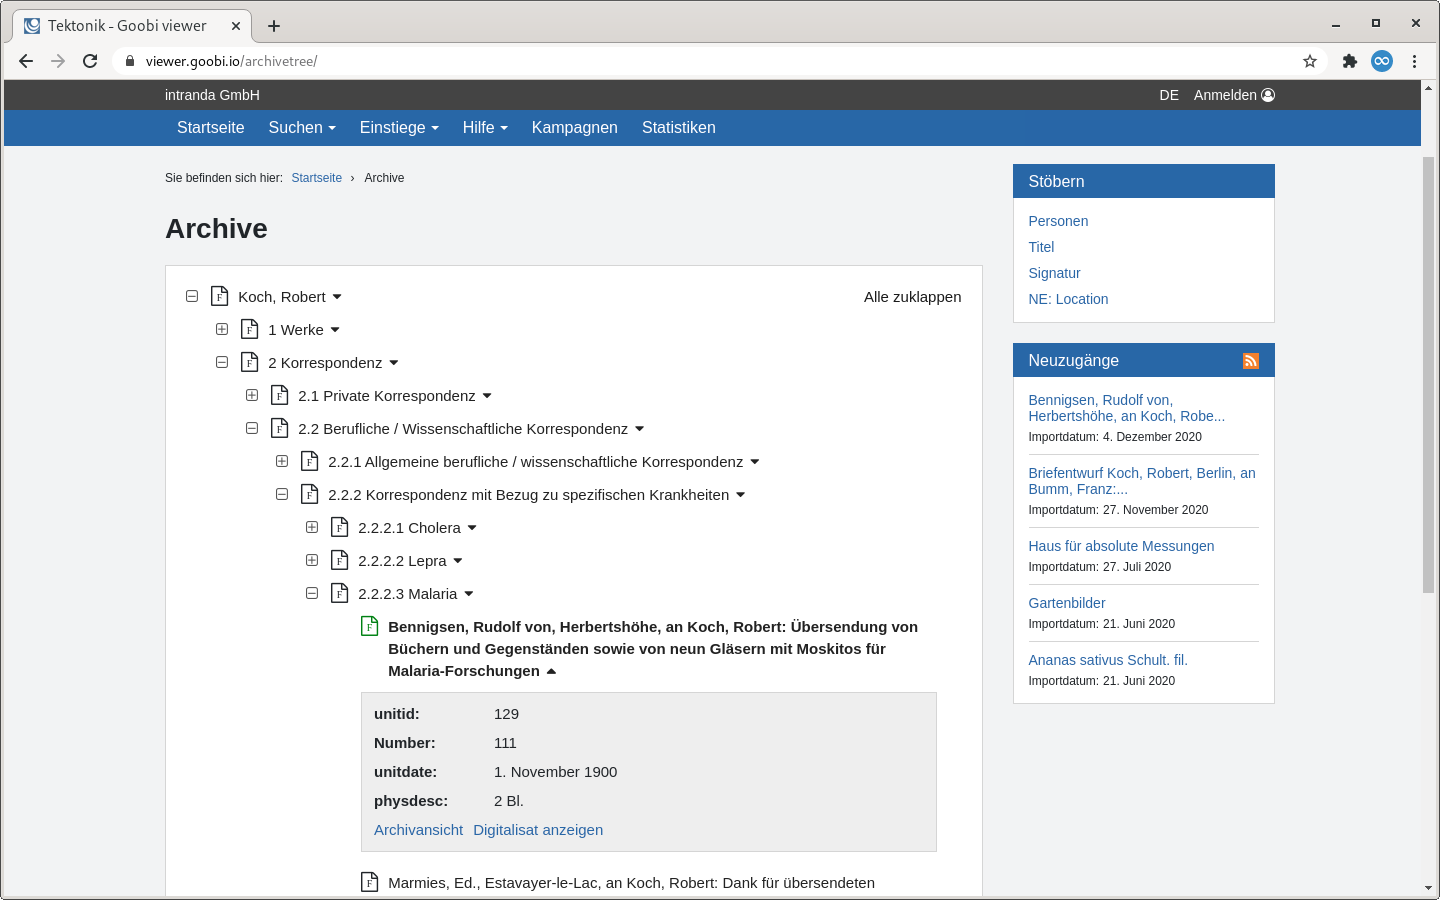 Tektonik - Goobi viewer
viewer.goobi.io/archivetree/
intranda GmbH
DE Anmelden
Startseite Suchen Einstiege Hilfe Kampagnen Statistiken
Sie befinden sich hier: Startseite › Archive
Archive
Koch, Robert
Alle zuklappen
1 Werke
2 Korrespondenz
2.1 Private Korrespondenz
2.2 Berufliche / Wissenschaftliche Korrespondenz
2.2.1 Allgemeine berufliche / wissenschaftliche Korrespondenz
2.2.2 Korrespondenz mit Bezug zu spezifischen Krankheiten
2.2.2.1 Cholera
2.2.2.2 Lepra
2.2.2.3 Malaria
Bennigsen, Rudolf von, Herbertshöhe, an Koch, Robert: Übersendung von
Büchern und Gegenständen sowie von neun Gläsern mit Moskitos für
Malaria-Forschungen
unitid: 129
Number: 111
unitdate: 1. November 1900
physdesc: 2 Bl.
Archivansicht Digitalisat anzeigen
Marmies, Ed., Estavayer-le-Lac, an Koch, Robert: Dank für übersendeten
Stöbern
Personen
Titel
Signatur
NE: Location
Neuzugänge
Bennigsen, Rudolf von,
Herbertshöhe, an Koch, Robe...
Importdatum: 4. Dezember 2020
Briefentwurf Koch, Robert, Berlin, an
Bumm, Franz:...
Importdatum: 27. November 2020
Haus für absolute Messungen
Importdatum: 27. Juli 2020
Gartenbilder
Importdatum: 21. Juni 2020
Ananas sativus Schult. fil.
Importdatum: 21. Juni 2020